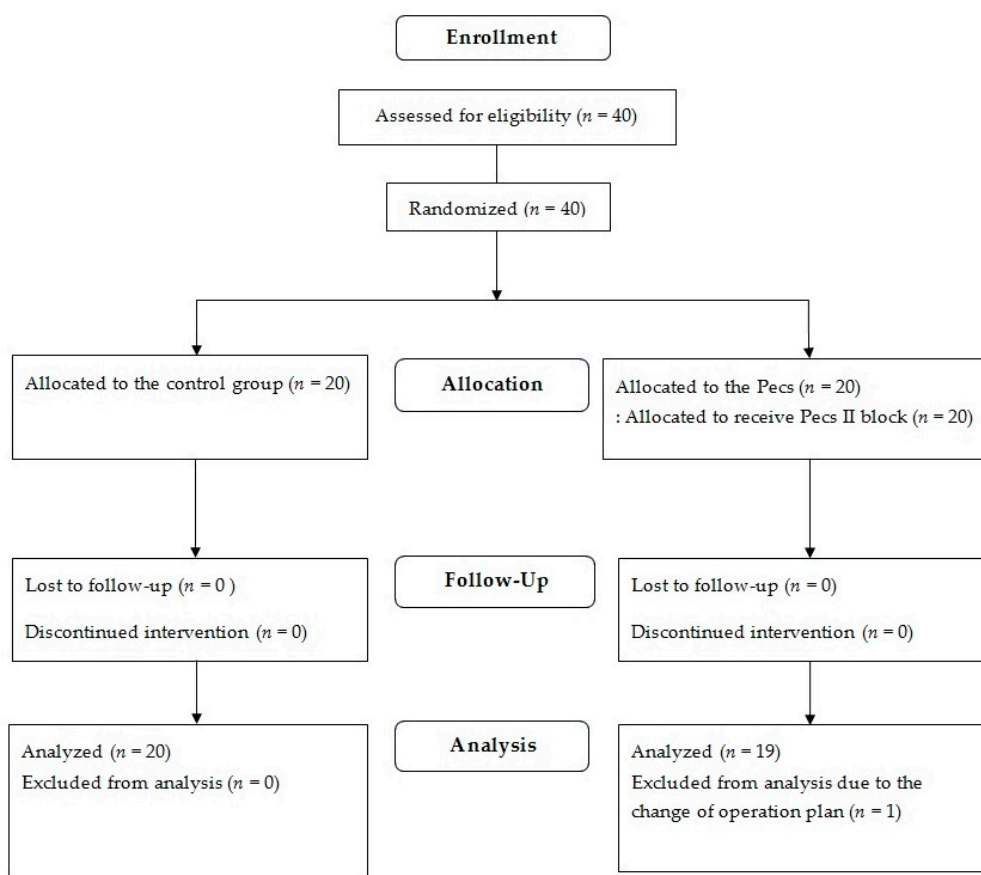 Enrollment
Assessed for eligibility (n = 40)
Randomized (n = 40)
Allocated to the control group (n = 20)
Allocation
Allocated to the Pecs (n = 20)
: Allocated to receive Pecs II block (n = 20)
Lost to follow-up (n = 0 )
Discontinued intervention (n = 0)
Follow-Up
Lost to follow-up (n = 0)
Discontinued intervention (n = 0)
Analyzed (n = 20)
Excluded from analysis (n = 0)
Analysis
Analyzed (n = 19)
Excluded from analysis due to the
change of operation plan (n = 1)